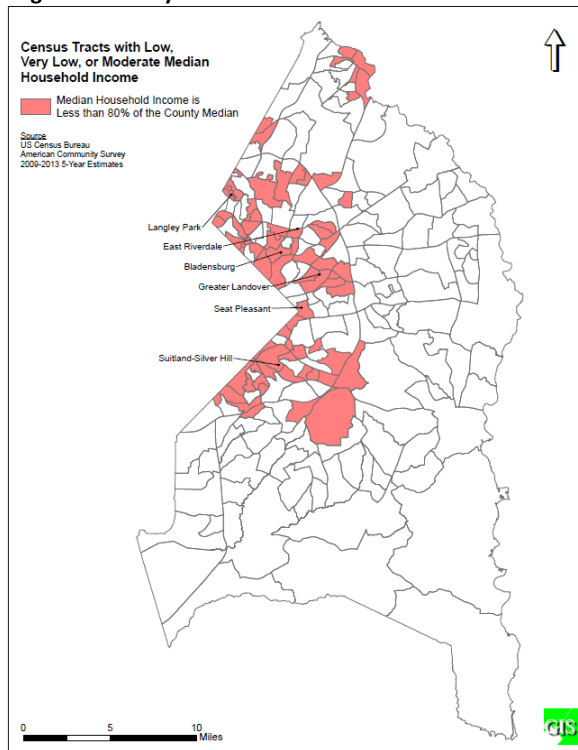 Census Tracts with Low,
Very Low, or Moderate Median
Household Income
Median Household Income is
Less than 80% of the County Median
Source
US Census Bureau
American Community Survey
2009-2013 5-Year Estimates
Langley Park
East Riverdale
Bladensburg
Greater Landover
Seat Pleasant
Suitland-Silver Hill
0 5 10
Miles
GIS